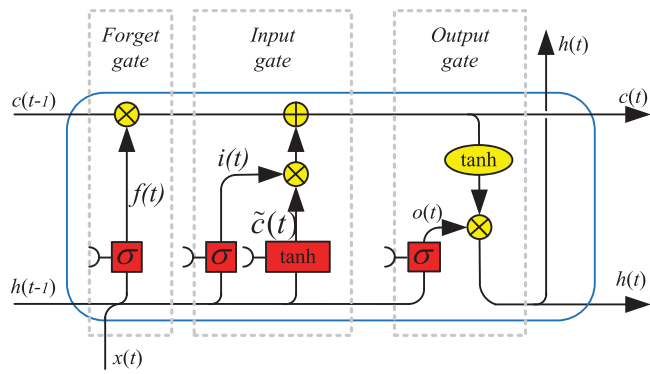 Forget
gate
Input
gate
Output
gate
h(t)
c(t-1)
c(t)
i(t)
tanh
f(t)
c̃(t)
o(t)
σ
σ
tanh
σ
h(t-1)
h(t)
x(t)